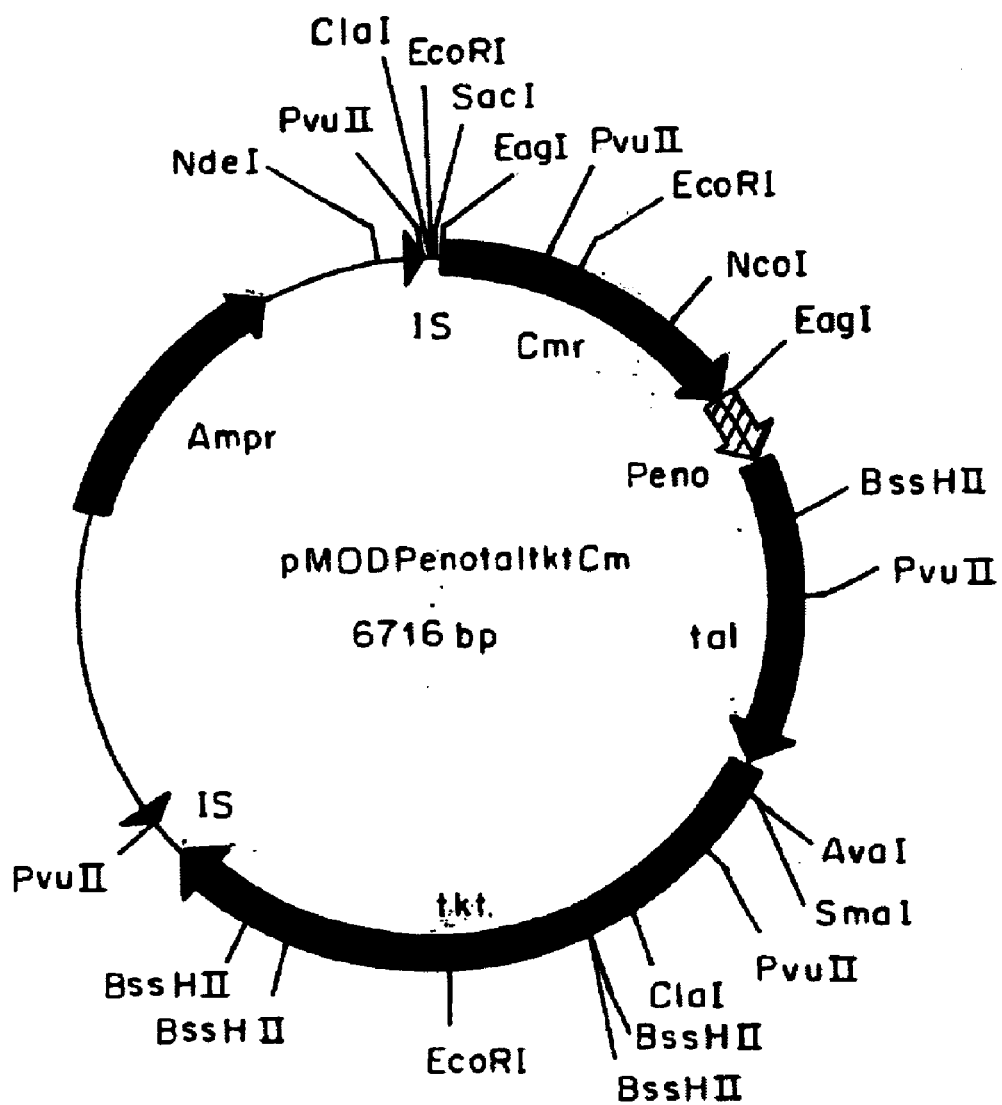 ClaI
EcoRI
SacI
PvuII
EagI
PvuII
NdeI
EcoRI
NcoI
IS
Cmr
EagI
Ampr
Peno
BssHII
pMODPenotaltktCm
PvuII
6716 bp
tal
IS
AvaI
PvuII
SmaI
tkt.
PvuII
BssHII
ClaI
BssHII
BssHII
EcoRI
BssHII